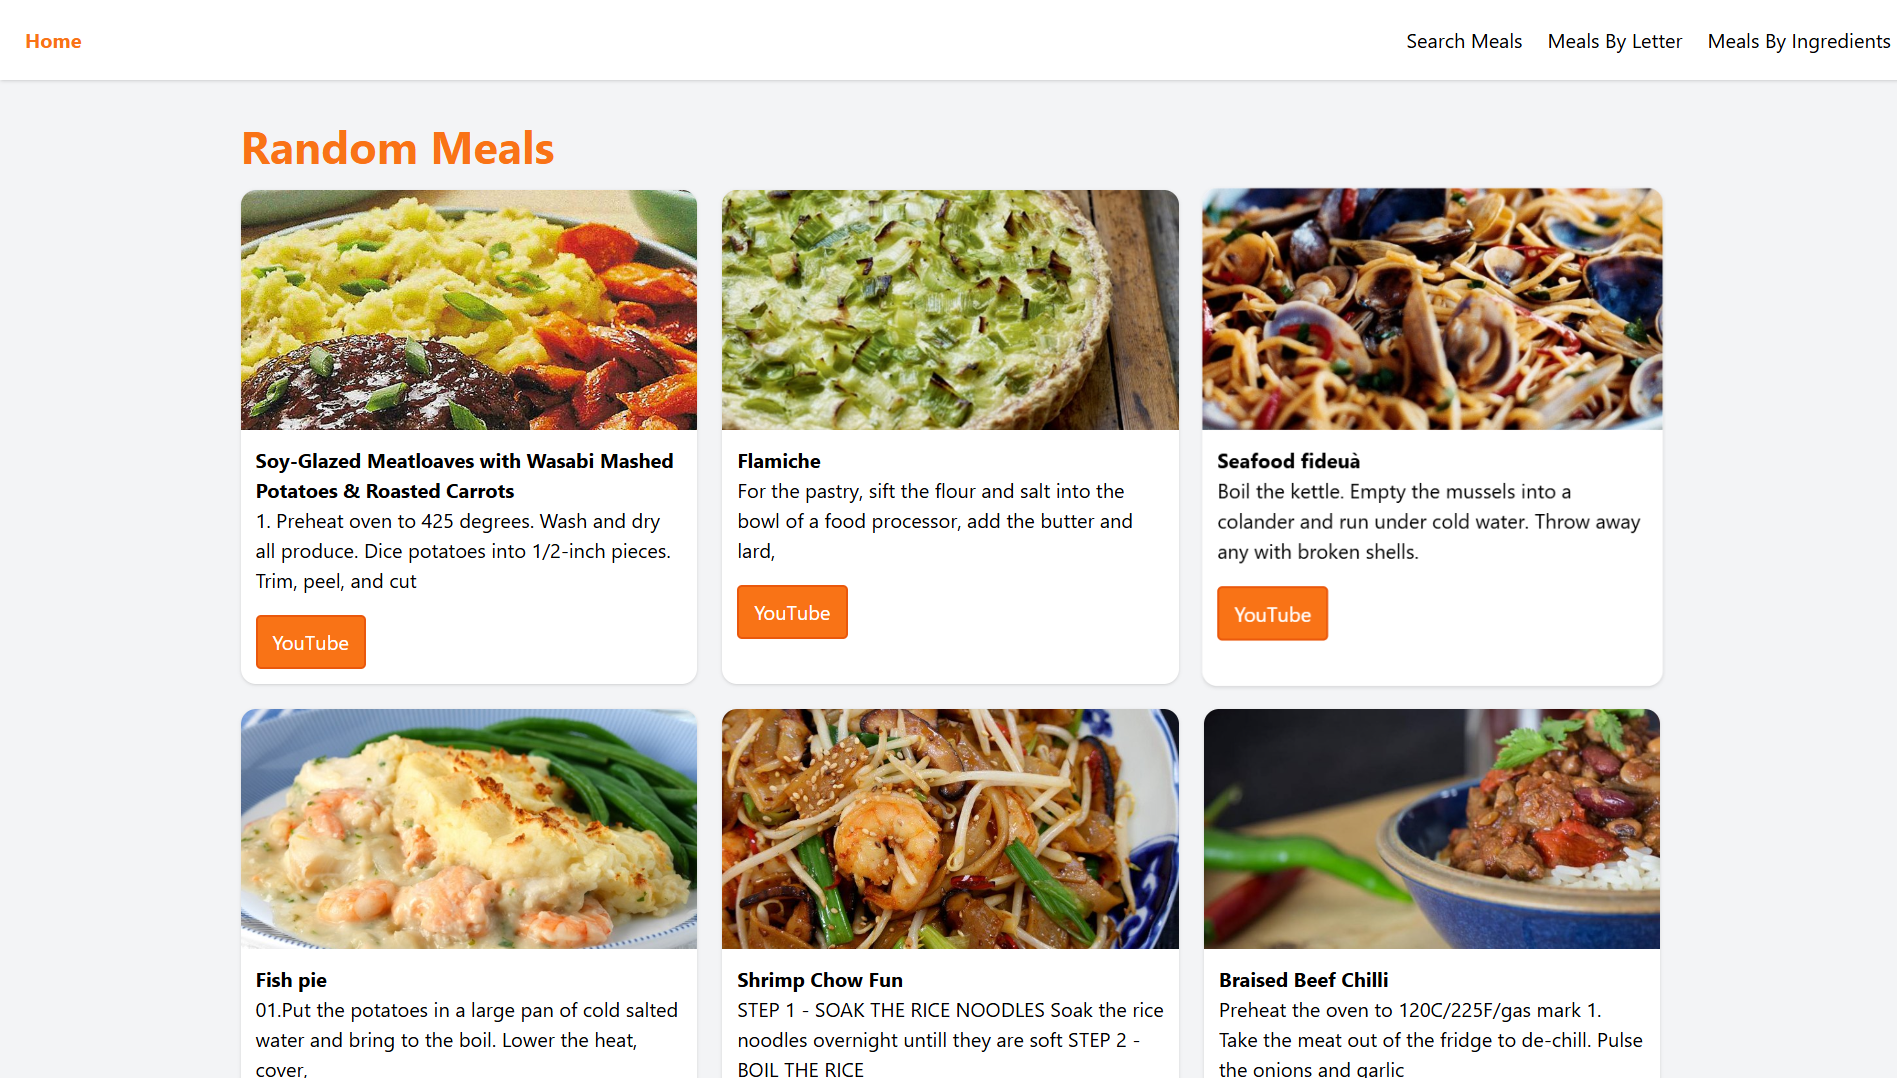 Home
Search Meals
Meals By Letter
Meals By Ingredients
Random Meals
Soy-Glazed Meatloaves with Wasabi Mashed
Potatoes & Roasted Carrots
1. Preheat oven to 425 degrees. Wash and dry
all produce. Dice potatoes into 1/2-inch pieces.
Trim, peel, and cut
YouTube
Flamiche
For the pastry, sift the flour and salt into the
bowl of a food processor, add the butter and
lard,
YouTube
Seafood fideuà
Boil the kettle. Empty the mussels into a
colander and run under cold water. Throw away
any with broken shells.
YouTube
Fish pie
01.Put the potatoes in a large pan of cold salted
water and bring to the boil. Lower the heat,
cover,
Shrimp Chow Fun
STEP 1 - SOAK THE RICE NOODLES Soak the rice
noodles overnight untill they are soft STEP 2 -
BOIL THE RICE
Braised Beef Chilli
Preheat the oven to 120C/225F/gas mark 1.
Take the meat out of the fridge to de-chill. Pulse
the onions and garlic